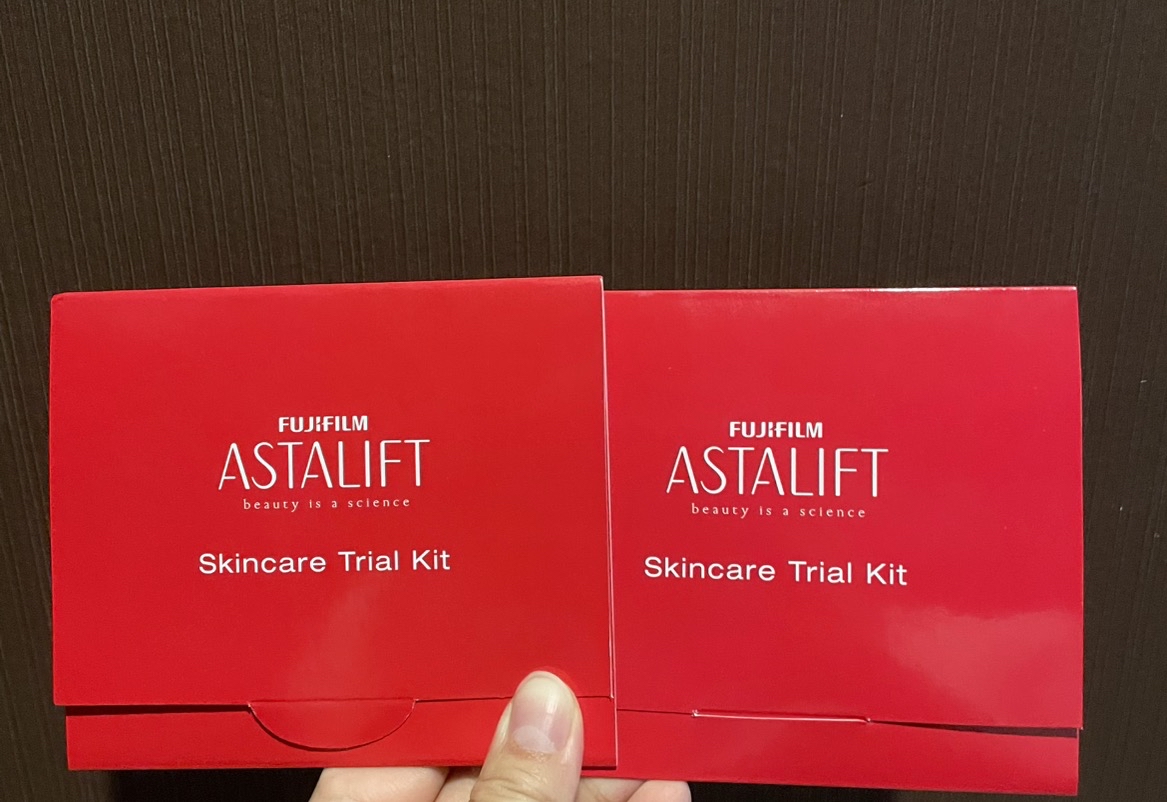 FUJIFILM
ASTALIFT
beauty is a science
Skincare Trial Kit
FUJIFILM
ASTALIFT
beauty is a science
Skincare Trial Kit